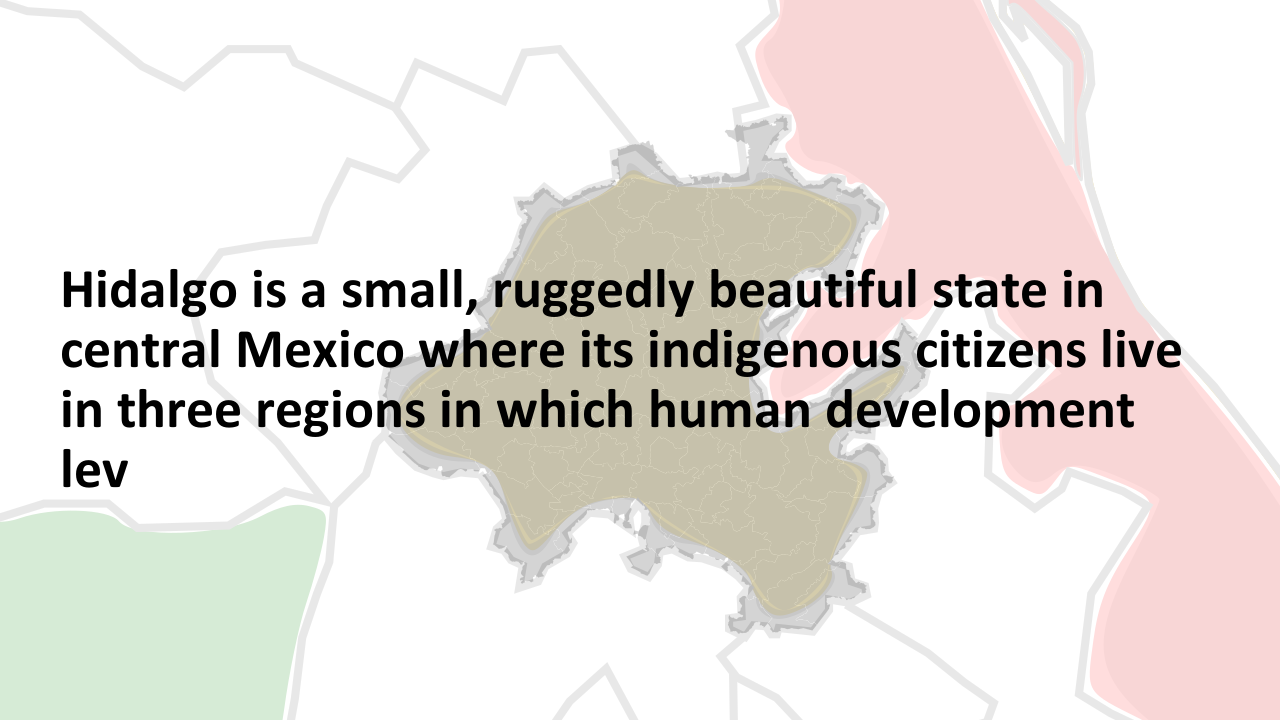 Hidalgo is a small, ruggedly beautiful state in
central Mexico where its indigenous citizens live
in three regions in which human development
lev